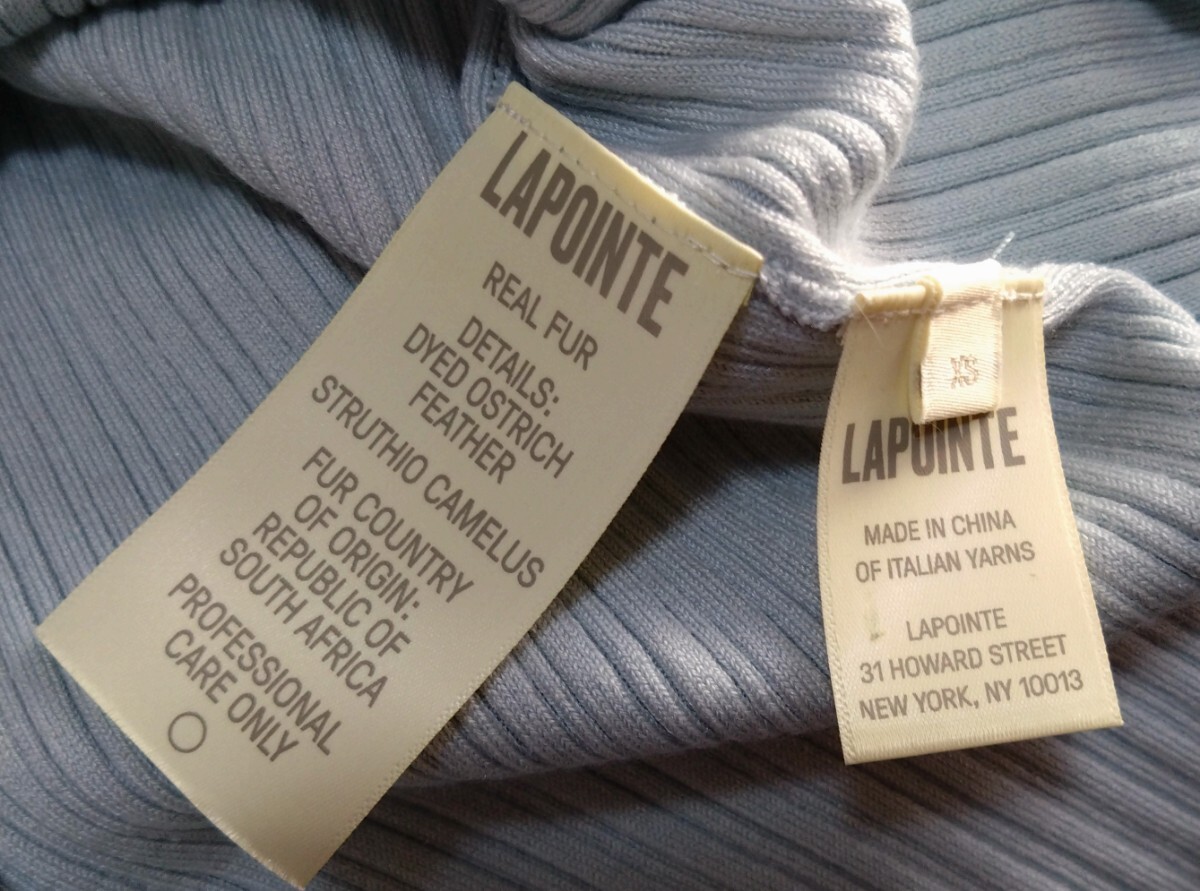 LAPOINTE
REAL FUR
DETAILS:
DYED OSTRICH
FEATHER
STRUTHIO CAMELUS
FUR COUNTRY
OF ORIGIN:
REPUBLIC OF
SOUTH AFRICA
PROFESSIONAL
CARE ONLY
XS
LAPOINTE
MADE IN CHINA
OF ITALIAN YARNS
LAPOINTE
31 HOWARD STREET
NEW YORK, NY 10013